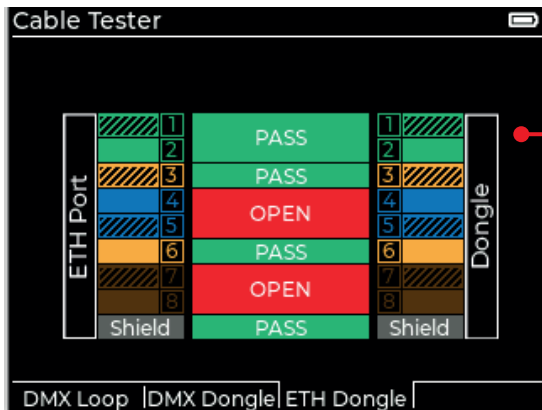 Cable Tester
ETH Port
1
2
3
4
5
6
7
8
Shield
PASS
PASS
OPEN
PASS
OPEN
PASS
1
2
3
4
5
6
7
8
Shield
Dongle
DMX Loop DMX Dongle ETH Dongle